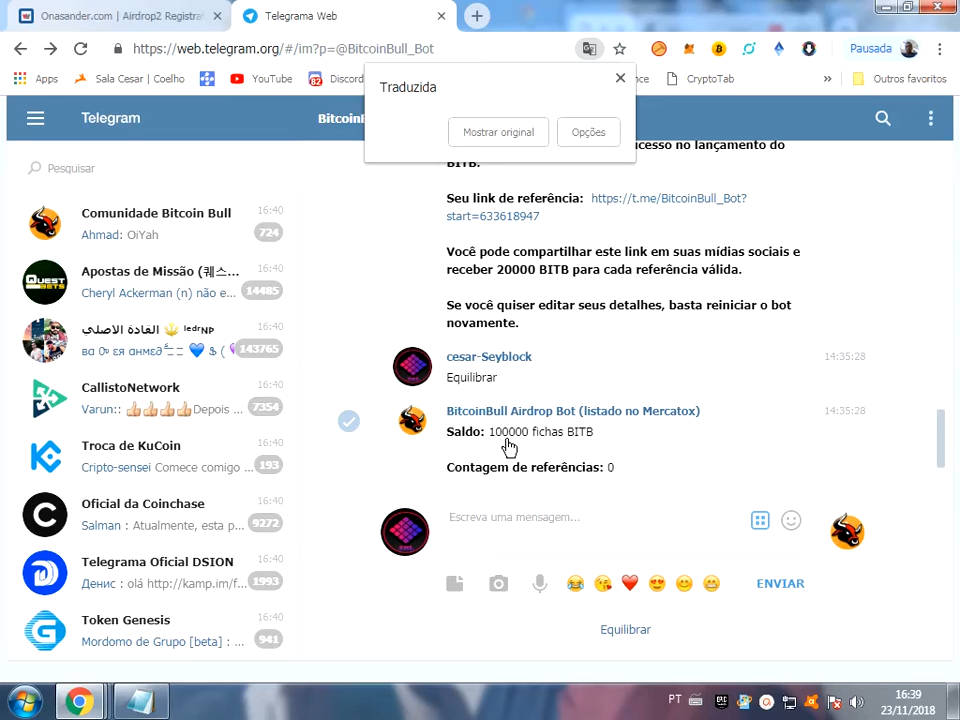 Onasander.com | Airdrop2 Registrat
Telegrama Web
https://web.telegram.org/#/im?p=@BitcoinBull_Bot
Pausada
Apps
Sala Cesar | Coelho
YouTube
82
Discord
nce
CryptoTab
»
Outros favoritos
Traduzida
Mostrar original
Opções
Telegram
BitcoinB
Pesquisar
Comunidade Bitcoin Bull
16:40
Ahmad: OiYah
724
Apostas de Missão (퀘스...
16:40
Cheryl Ackerman (n) não e...
14485
QUEST
BETS
16:40
143765
CallistoNetwork
16:40
Varun:: 👍👍👍👍Depois ...
7354
Troca de KuCoin
16:40
Cripto-sensei Comece comigo ...
193
Oficial da Coinchase
16:40
Salman : Atualmente, esta p...
9272
Telegrama Oficial DSION
16:40
Денис : olá http://kamp.im/f...
1993
Token Genesis
16:40
Mordomo de Grupo [beta] : ...
941
ucesso no lançamento do
BITB.
Seu link de referência: https://t.me/BitcoinBull_Bot?
start=633618947
Você pode compartilhar este link em suas mídias sociais e
receber 20000 BITB para cada referência válida.
Se você quiser editar seus detalhes, basta reiniciar o bot
novamente.
cesar-Seyblock
14:35:28
Equilibrar
BitcoinBull Airdrop Bot (listado no Mercatox)
14:35:28
Saldo: 100000 fichas BITB
Contagem de referências: 0
Escreva uma mensagem...
ENVIAR
Equilibrar
PT
16:39
23/11/2018